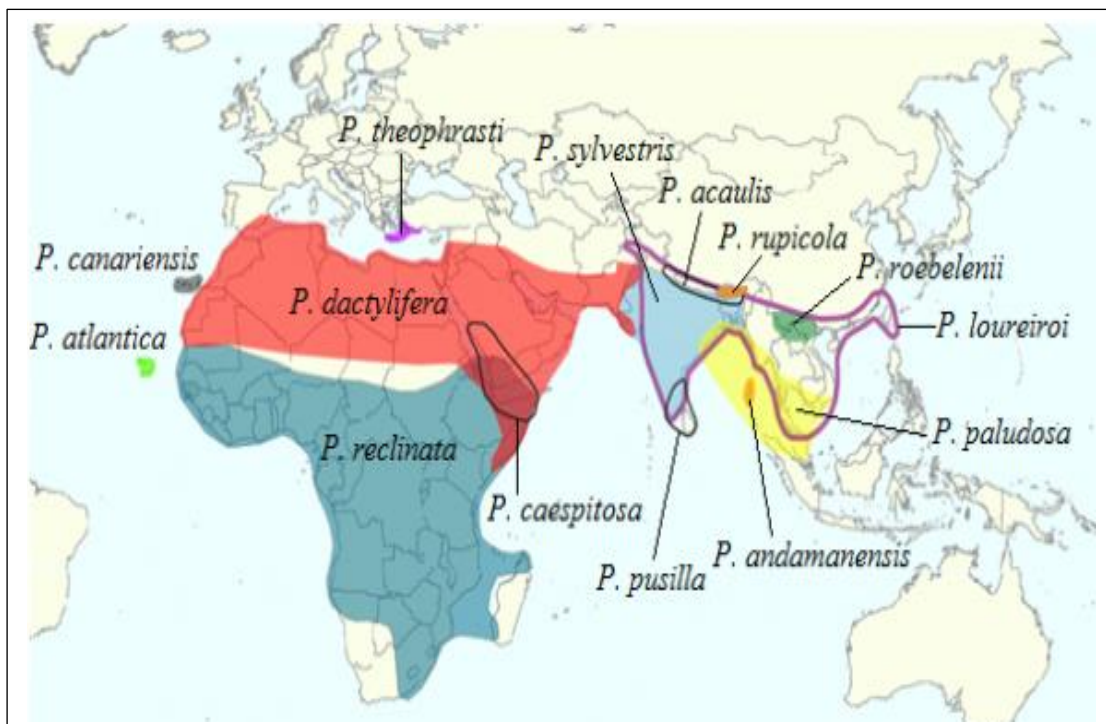 P. theophrasti
P. sylvestris
P. acaulis
P. rupicola
P. canariensis
P. roebelenii
P. dactylifera
P. loureiroi
P. atlantica
P. paludosa
P. reclinata
P. caespitosa
P. andamanensis
P. pusilla